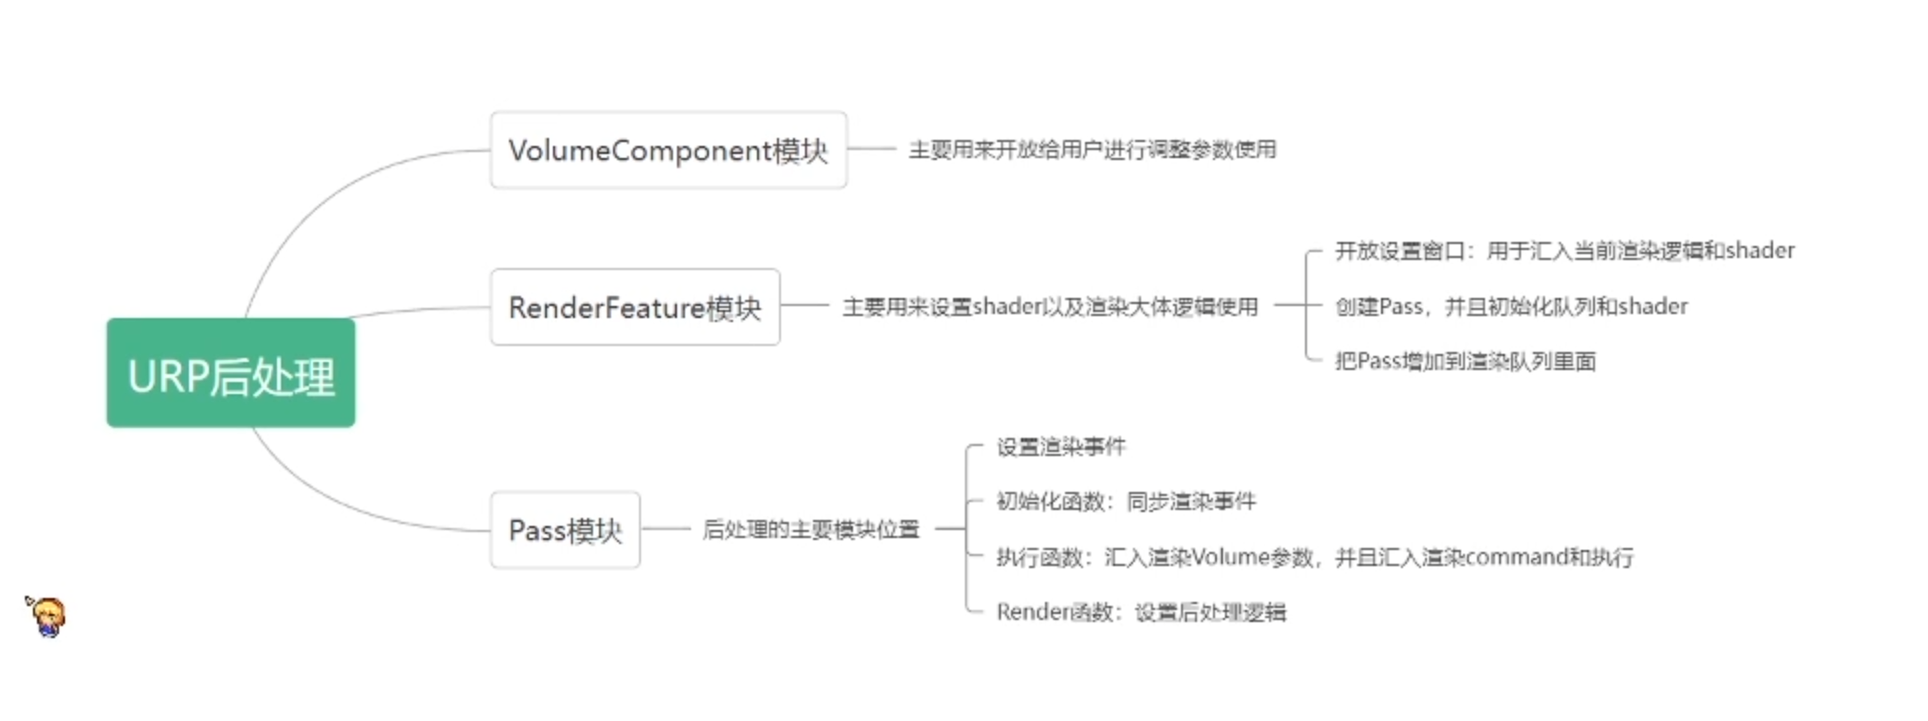 URP后处理
VolumeComponent模块
主要用来开放给用户进行调整参数使用
RenderFeature模块
主要用来设置shader以及渲染大体逻辑使用
开放设置窗口：用于汇入当前渲染逻辑和shader
创建Pass，并且初始化队列和shader
把Pass增加到渲染队列里面
Pass模块
后处理的主要模块位置
设置渲染事件
初始化函数：同步渲染事件
执行函数：汇入渲染Volume参数，并且汇入渲染command和执行
Render函数：设置后处理逻辑